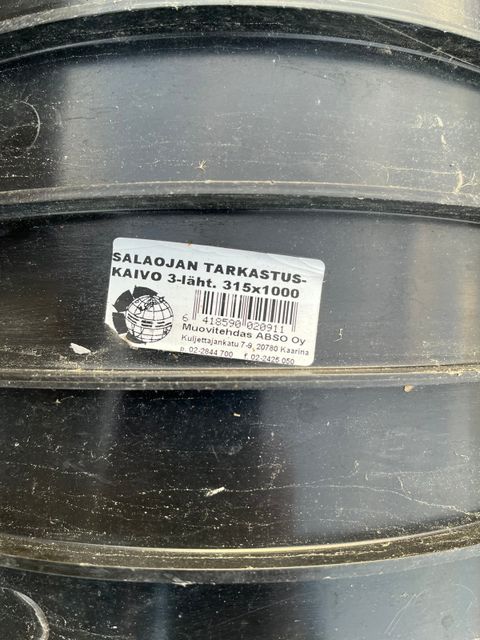 SALAOJAN TARKASTUS-
KAIVO 3-läht. 315x1000
6 418590 020911
Muovitehdas ABSO Oy
Kuljettajankatu 7-9, 20780 Kaarina
p. 02-2844 700 f. 02-2425 050